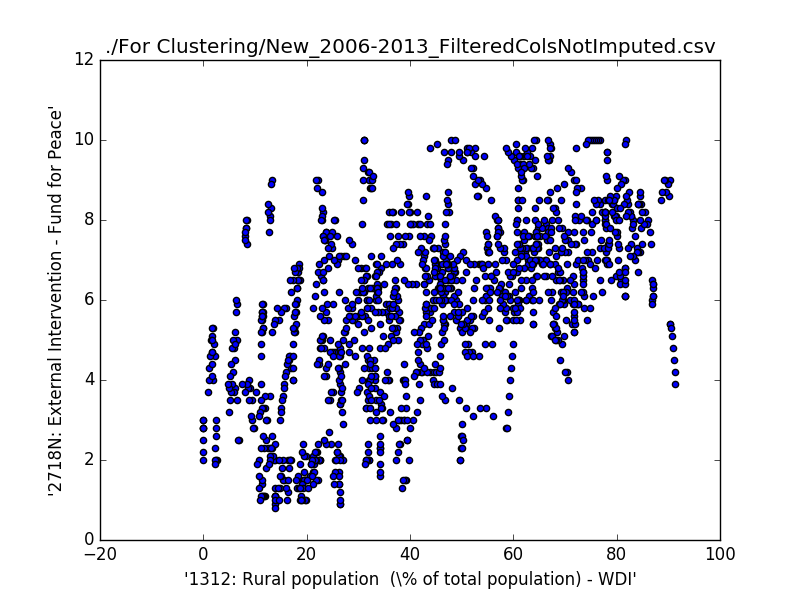 ./For Clustering/New_2006-2013_FilteredColsNotImputed.csv
12
10
8
6
4
2
0
'2718N: External Intervention - Fund for Peace'
−20 0 20 40 60 80 100
'1312: Rural population  (\% of total population) - WDI'